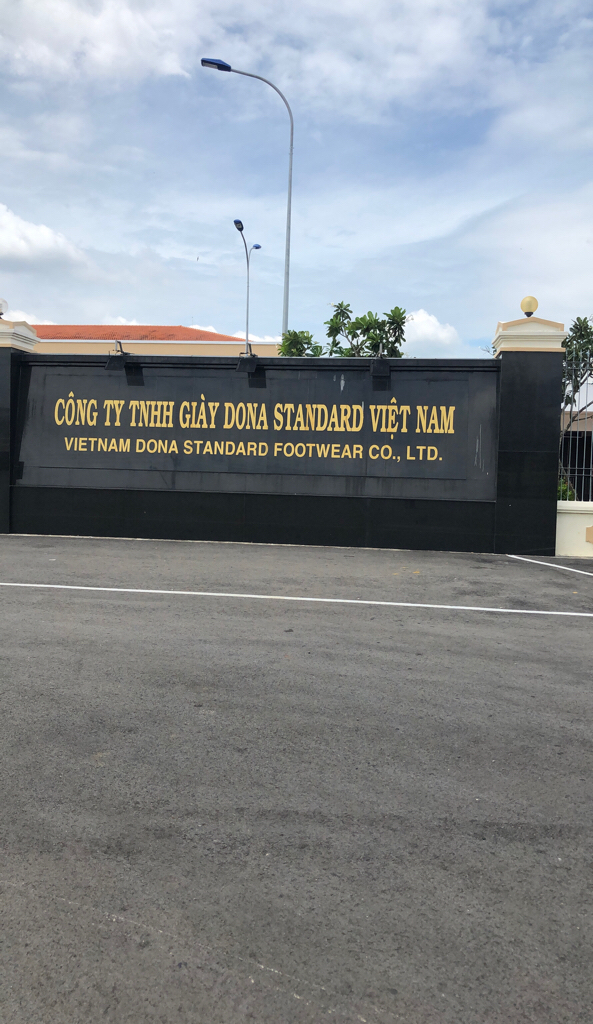 CÔNG TY TNHH GIÀY DONA STANDARD VIỆT NAM
VIETNAM DONA STANDARD FOOTWEAR CO., LTD.